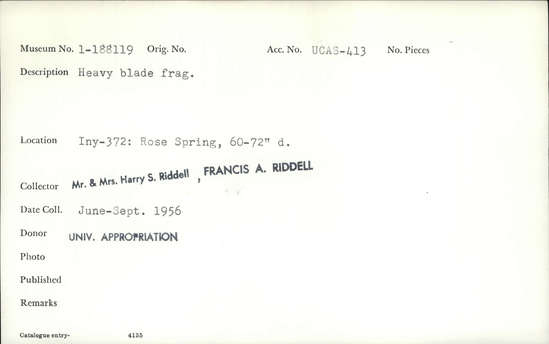 Museum No. 1-188119 Orig. No. Acc. No. UCAS-413 No. Pieces
Description Heavy blade frag.
Location Iny-372: Rose Spring, 60-72" d.
Collector Mr. & Mrs. Harry S. Riddell , FRANCIS A. RIDDELL
Date Coll. June-Sept. 1956
Donor UNIV. APPROPRIATION
Photo
Published
Remarks
Catalogue entry- 4155